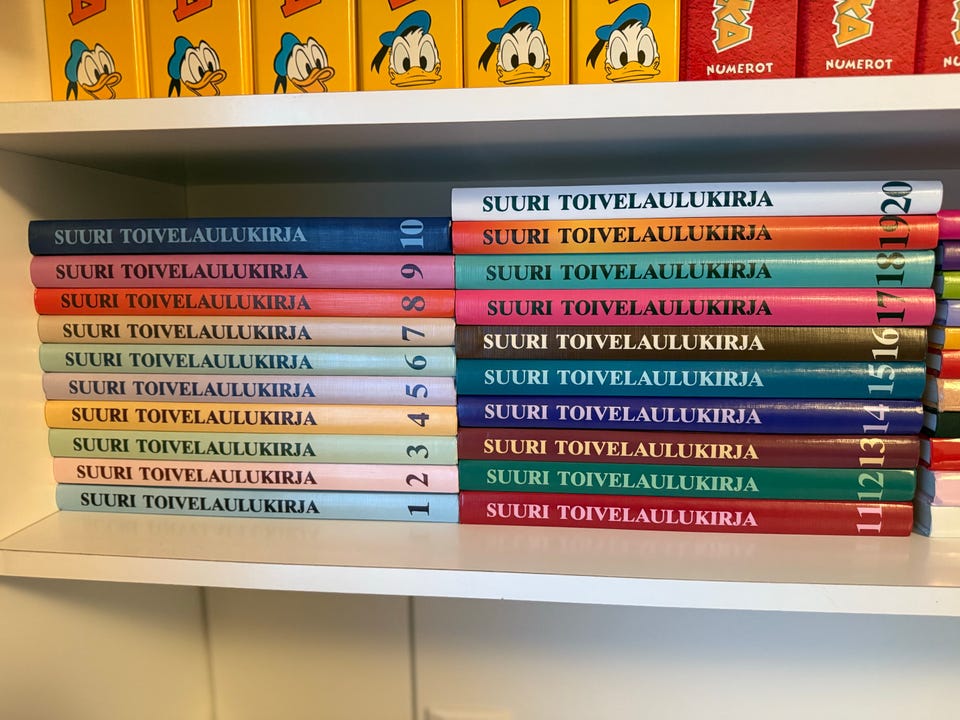 KA
NUMEROT
KA
NUMEROT
SUURI TOIVELAULUKIRJA 10
SUURI TOIVELAULUKIRJA 9
SUURI TOIVELAULUKIRJA 8
SUURI TOIVELAULUKIRJA 7
SUURI TOIVELAULUKIRJA 6
SUURI TOIVELAULUKIRJA 5
SUURI TOIVELAULUKIRJA 4
SUURI TOIVELAULUKIRJA 3
SUURI TOIVELAULUKIRJA 2
SUURI TOIVELAULUKIRJA 1
SUURI TOIVELAULUKIRJA 20
SUURI TOIVELAULUKIRJA 19
SUURI TOIVELAULUKIRJA 18
SUURI TOIVELAULUKIRJA 17
SUURI TOIVELAULUKIRJA 16
SUURI TOIVELAULUKIRJA 15
SUURI TOIVELAULUKIRJA 14
SUURI TOIVELAULUKIRJA 13
SUURI TOIVELAULUKIRJA 12
SUURI TOIVELAULUKIRJA 11